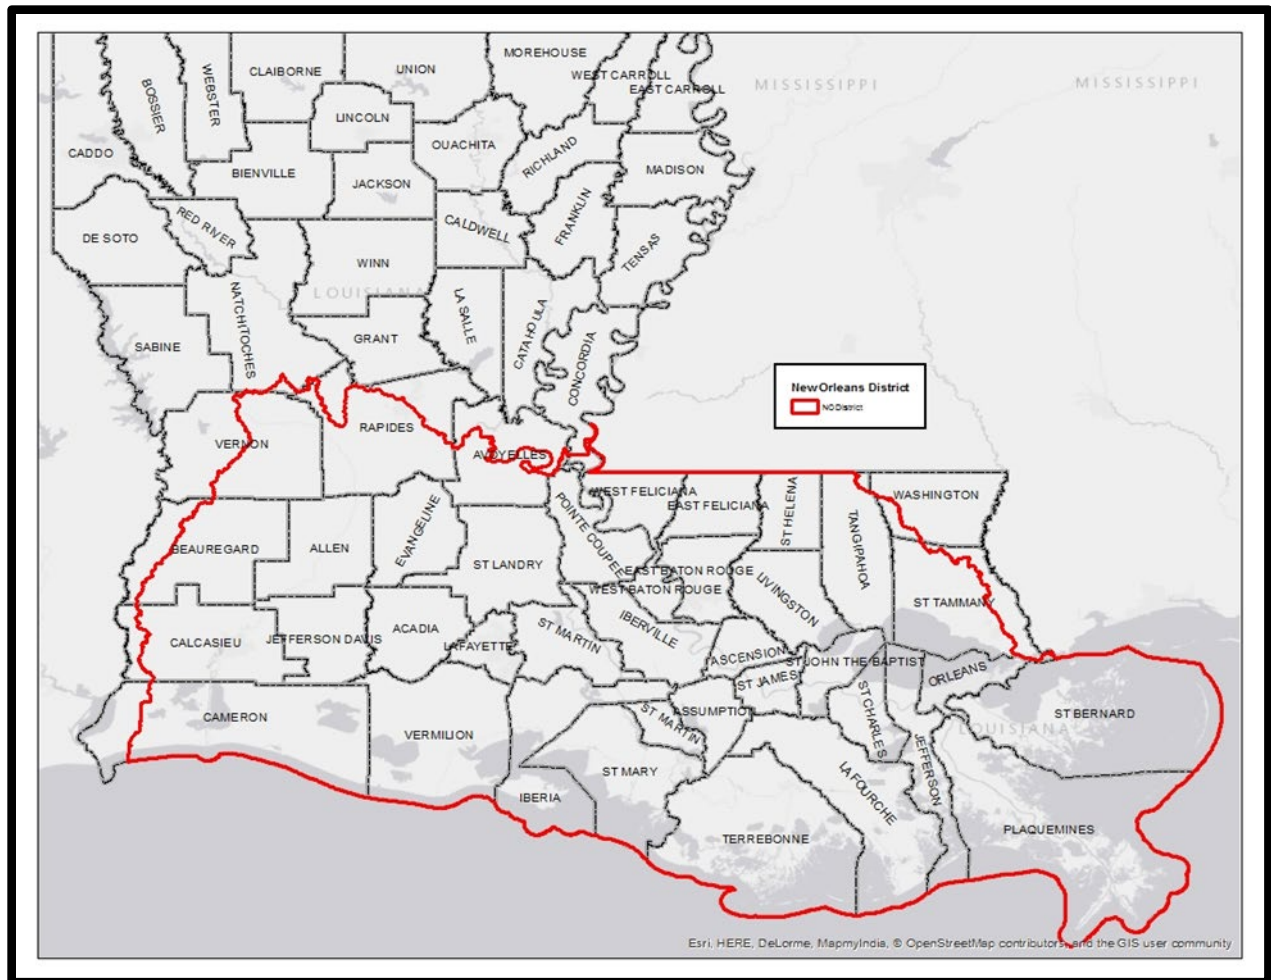 MOREHOUSE
WEST CARROLL
EAST CARROLL
CLAIBORNE
UNION
WEBSTER
BOSSIER
MISSISSIPPI
MISSISSIPPI
LINCOLN
OUACHITA
CADDO
RICHLAND
MADISON
BIENVILLE
JACKSON
FRANKLIN
RED RIVER
CALDWELL
DE SOTO
TENSAS
WINN
LOUISIANA
NATCHITOCHES
LA SALLE
CATAHOULA
CONCORDIA
SABINE
GRANT
New Orleans District
NO District
VERNON
RAPIDES
AVOYELLES
WEST FELICIANA
EAST FELICIANA
ST HELENA
TANGIPAHOA
WASHINGTON
POINTE COUPEE
EVANGELINE
BEAUREGARD
ALLEN
ST LANDRY
EAST BATON ROUGE
WEST BATON ROUGE
LIVINGSTON
ST TAMMANY
CALCASIEU
JEFFERSON DAVIS
ACADIA
LAFAYETTE
ST MARTIN
IBERVILLE
ASCENSION
ST JOHN THE BAPTIST
ST JAMES
ORLEANS
CAMERON
VERMILION
ST MARTIN
ASSUMPTION
ST CHARLES
ST BERNARD
LOUISIANA
JEFFERSON
ST MARY
IBERIA
LAFOURCHE
TERREBONNE
PLAQUEMINES
Esri, HERE, DeLorme, MapmyIndia, © OpenStreetMap contributors, and the GIS user community